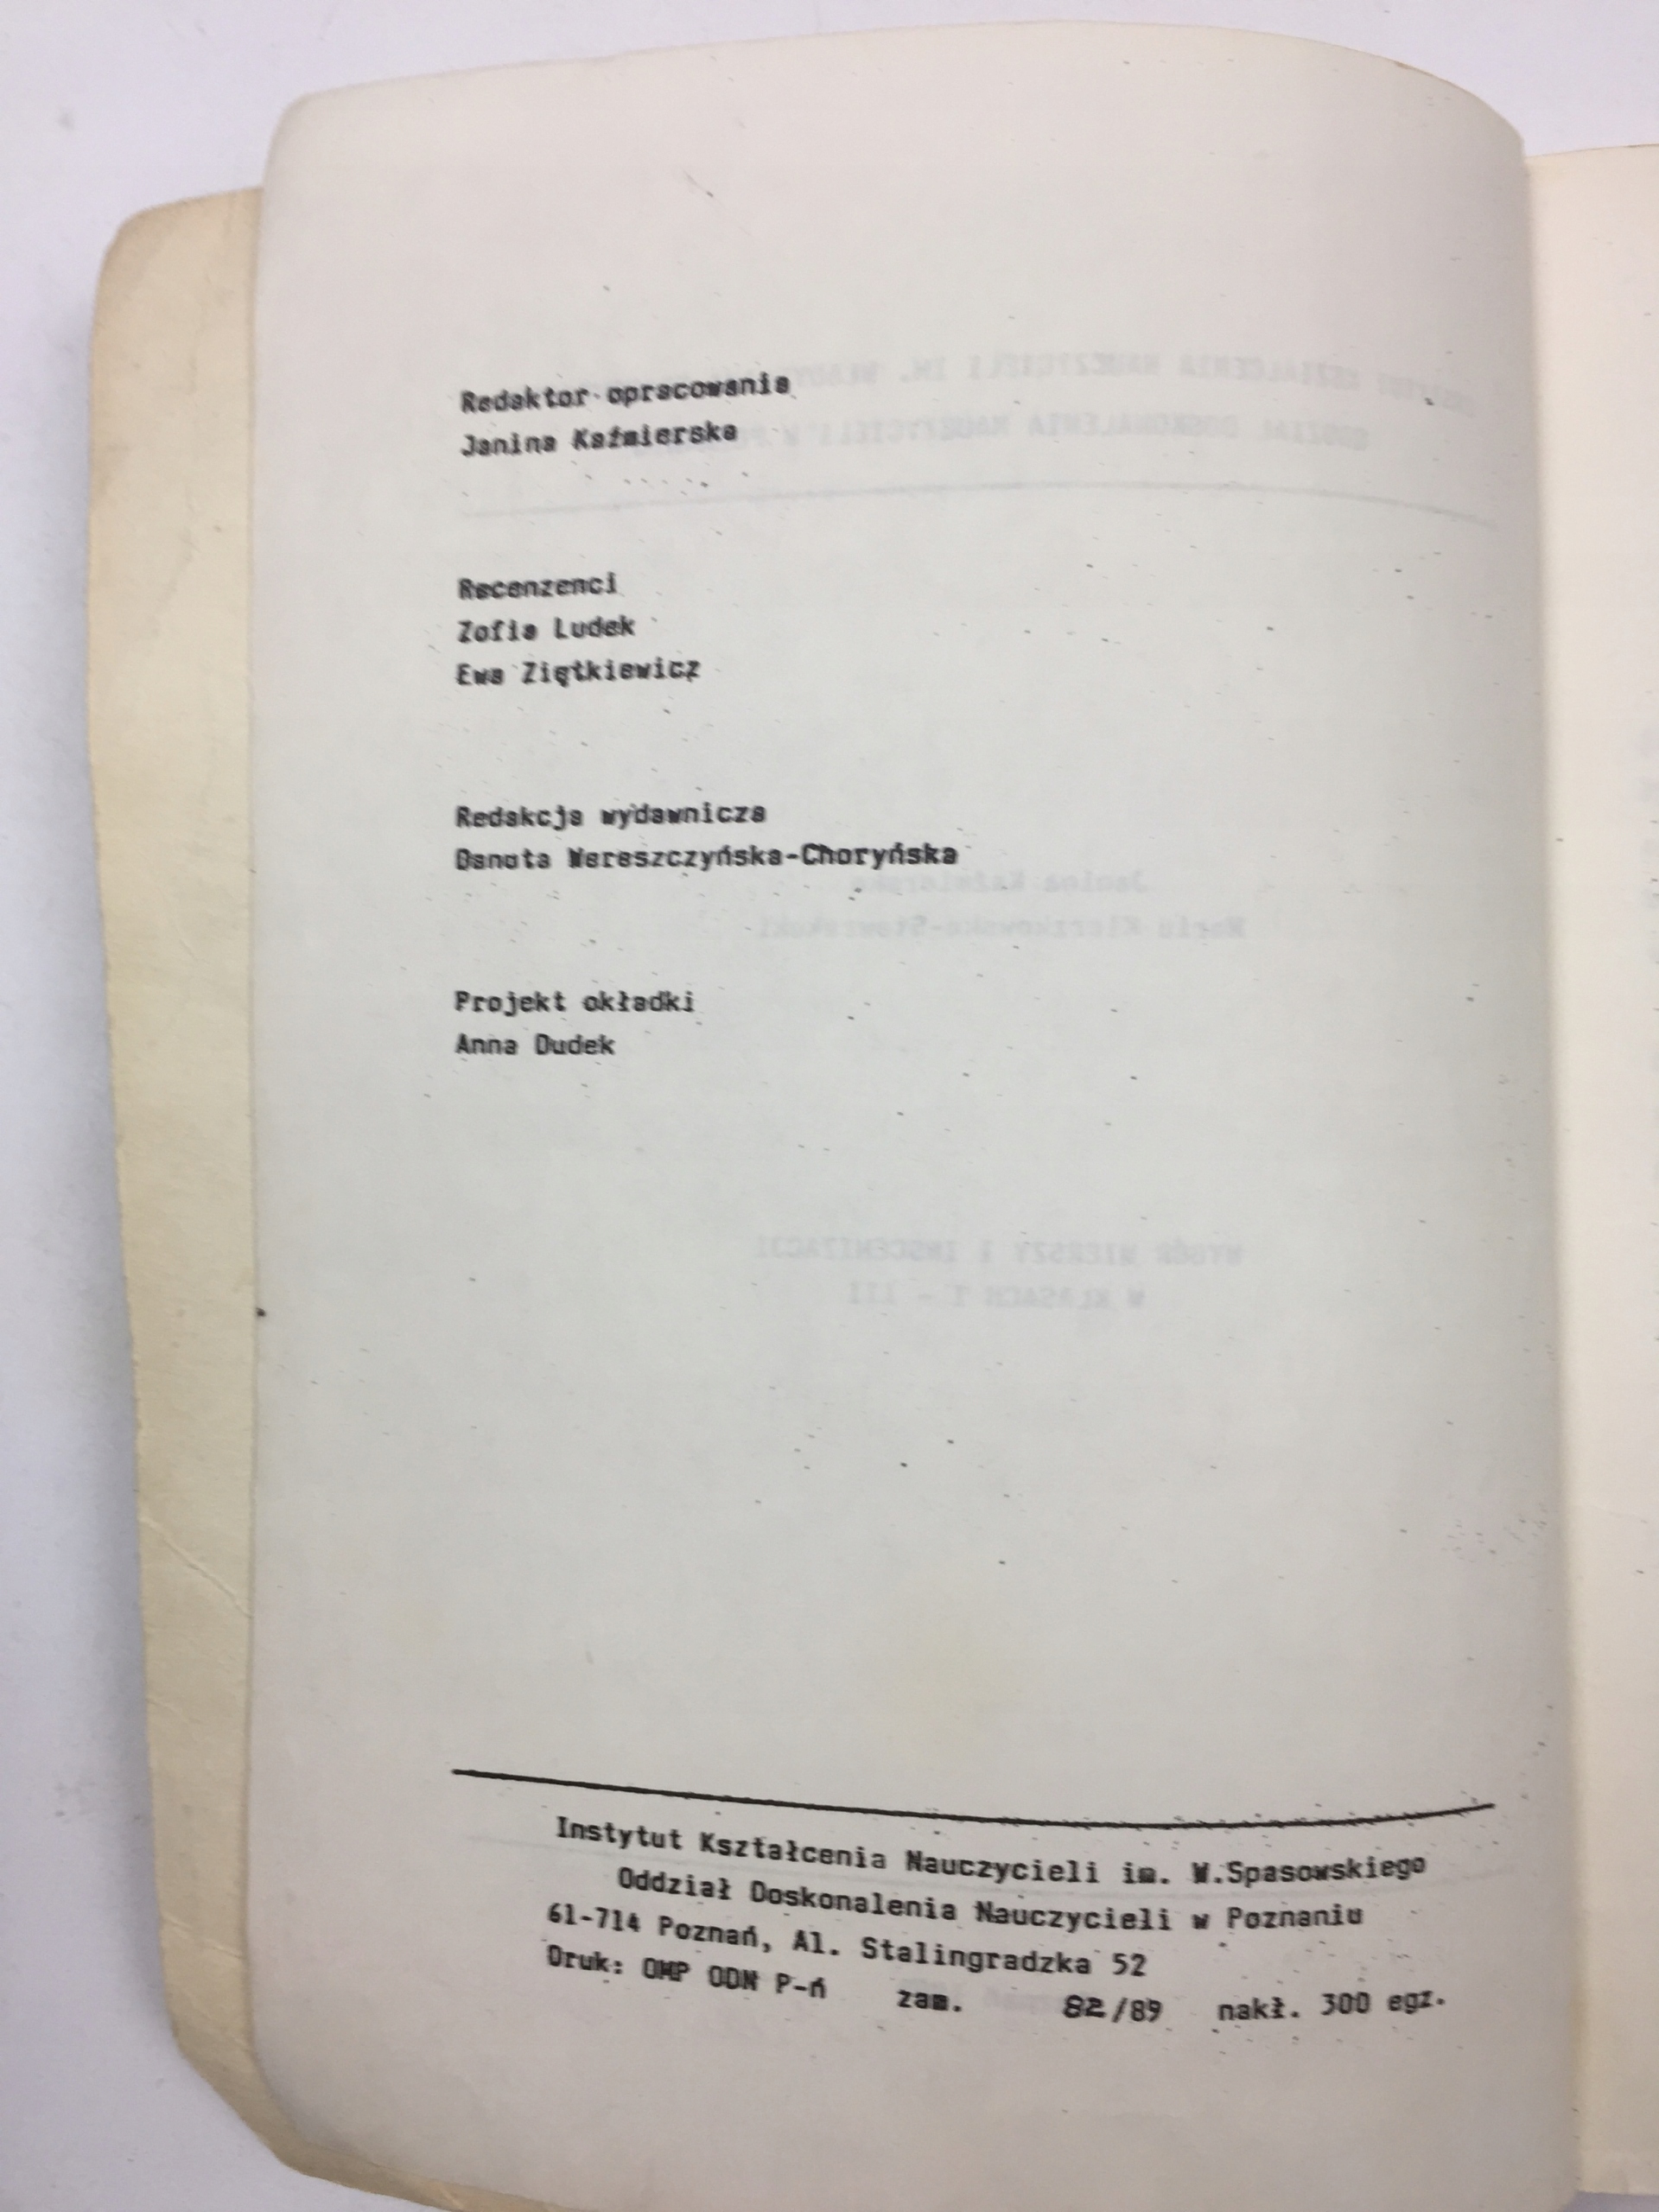 Redaktor opracowania
Janina Kaźmierska
Recenzenci
Zofia Ludek
Ewa Ziętkiewicz
Redakcja wydawnicza
Danuta Wereszczyńska-Choryńska
Projekt okładki
Anna Dudek
Instytut Kształcenia Nauczycieli im. W.Spasowskiego
Oddział Doskonalenia Nauczycieli w Poznaniu
61-714 Poznań, Al. Stalingradzka 52
Druk: OMP ODN P-ń zam. 82/89 nakł. 300 egz.